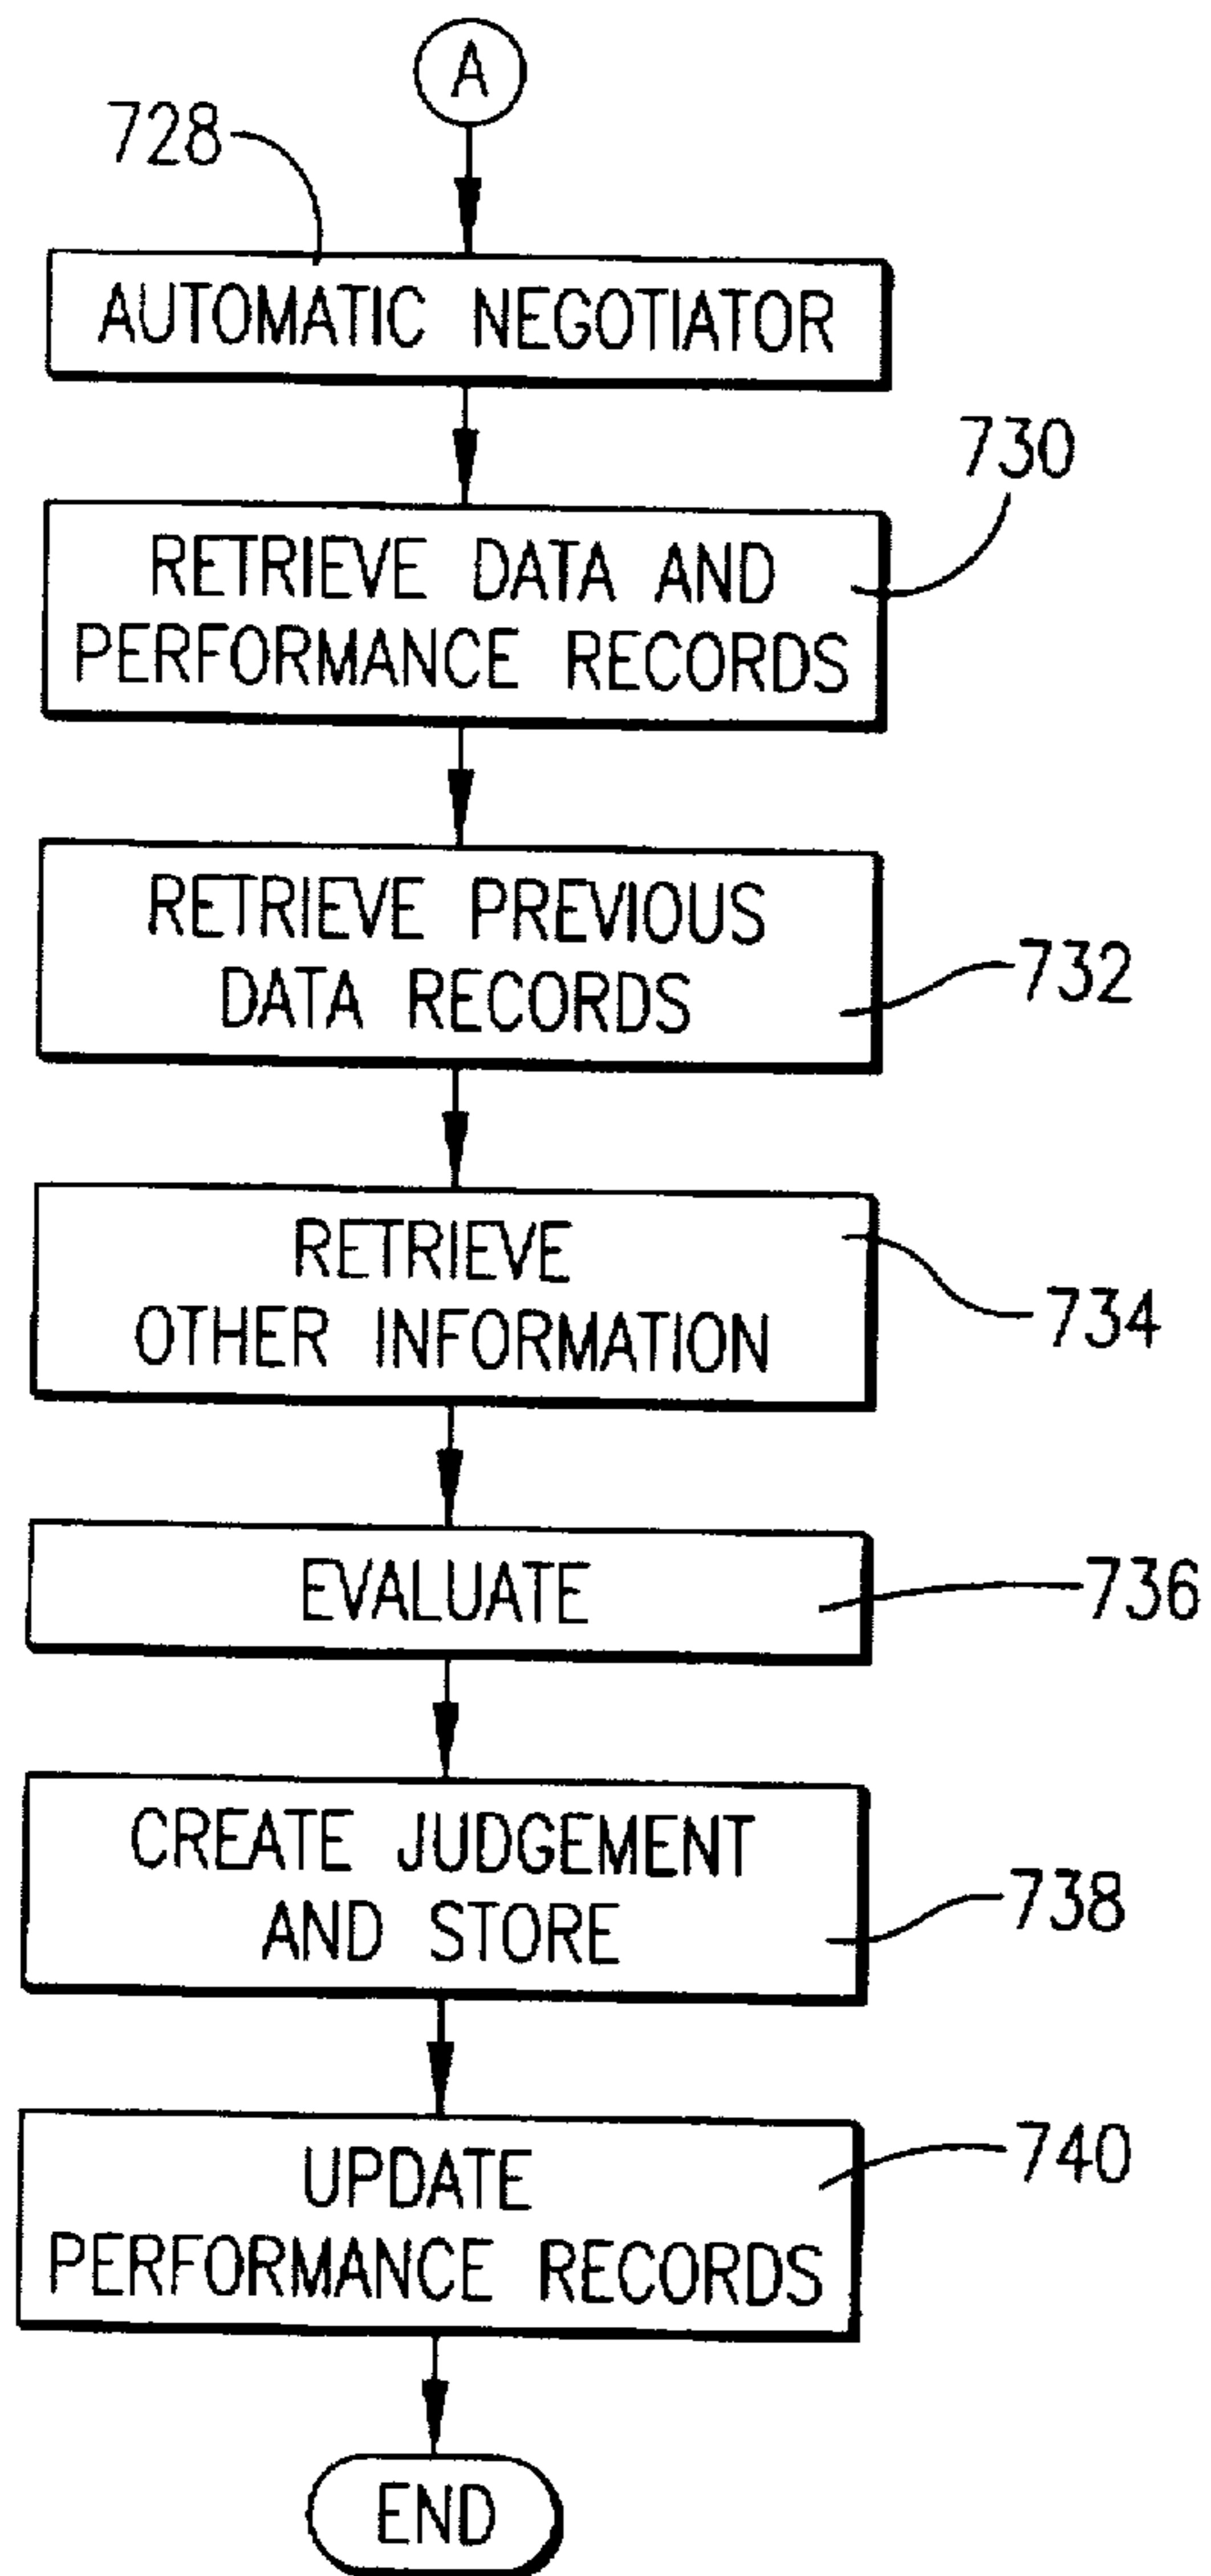 A
728
AUTOMATIC NEGOTIATOR
730
RETRIEVE DATA AND
PERFORMANCE RECORDS
RETRIEVE PREVIOUS
DATA RECORDS
732
RETRIEVE
OTHER INFORMATION
734
EVALUATE
736
CREATE JUDGEMENT
AND STORE
738
UPDATE
PERFORMANCE RECORDS
740
END